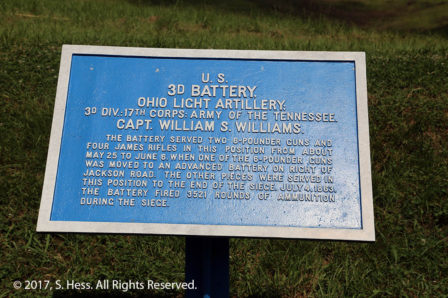 U.S.
3D BATTERY,
OHIO LIGHT ARTILLERY,
3D DIV.: 17TH CORPS: ARMY OF THE TENNESSEE.
CAPT. WILLIAM S. WILLIAMS
THE BATTERY SERVED TWO 6-POUNDER GUNS AND
FOUR JAMES RIFLES IN THIS POSITION FROM ABOUT
MAY 25 TO JUNE 6, WHEN ONE OF THE 6-POUNDER GUNS
WAS MOVED TO AN ADVANCED BATTERY ON RIGHT OF
JACKSON ROAD. THE OTHER PIECES WERE SERVED IN
THIS POSITION TO THE END OF THE SIEGE, JULY 4, 1863.
THE BATTERY FIRED 3521 ROUNDS OF AMMUNITION
DURING THE SIEGE.
© 2017, S. Hess. All Rights Reserved.